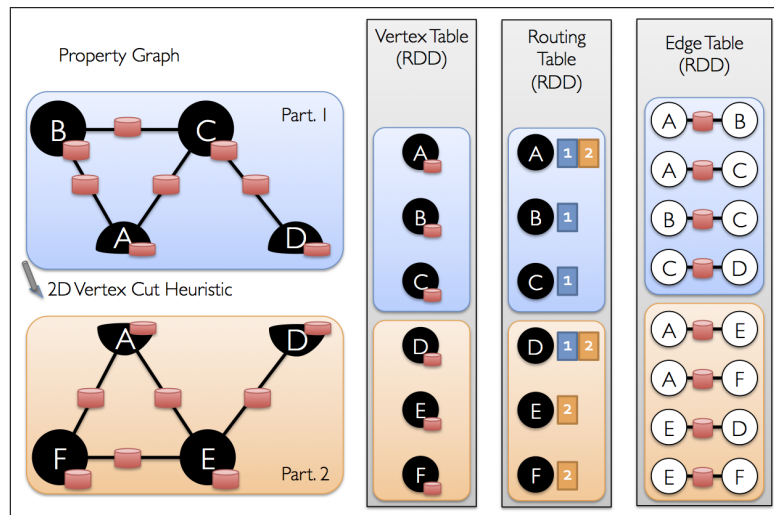 Property Graph
Part. 1
B
C
A
D
2D Vertex Cut Heuristic
A
D
F
E
Part. 2
Vertex Table
(RDD)
A
B
C
D
E
F
Routing
Table
(RDD)
A 1 2
B 1
C 1
D 1 2
E 2
F 2
Edge Table
(RDD)
A B
A C
B C
C D
A E
A F
E D
E F